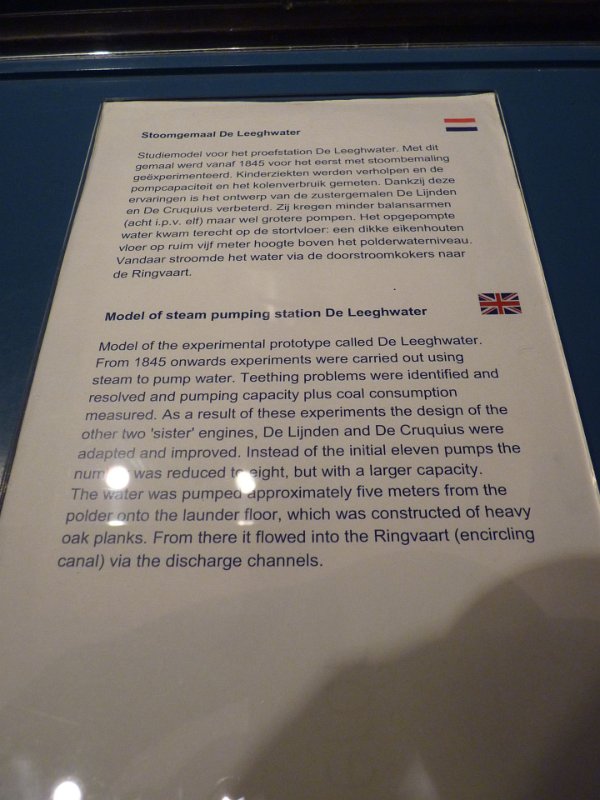 Stoomgemaal De Leeghwater
Studiemodel voor het proefstation De Leeghwater. Met dit
gemaal werd vanaf 1845 voor het eerst met stoombemaling
geëxperimenteerd. Kinderziekten werden verholpen en de
pompcapaciteit en het kolenverbruik gemeten. Dankzij deze
ervaringen is het ontwerp van de zustergemalen De Lijnden
en De Cruquius verbeterd. Zij kregen minder balansarmen
(acht i.p.v. elf) maar wel grotere pompen. Het opgepompte
water kwam terecht op de stortvloer: een dikke eikenhouten
vloer op ruim vijf meter hoogte boven het polderwaterniveau.
Vandaar stroomde het water via de doorstroomkokers naar
de Ringvaart.
Model of steam pumping station De Leeghwater
Model of the experimental prototype called De Leeghwater.
From 1845 onwards experiments were carried out using
steam to pump water. Teething problems were identified and
resolved and pumping capacity plus coal consumption
measured. As a result of these experiments the design of the
other two 'sister' engines, De Lijnden and De Cruquius were
adapted and improved. Instead of the initial eleven pumps the
was reduced to eight, but with a larger capacity.
The water was pumped approximately five meters from the
polder onto the launder floor, which was constructed of heavy
oak planks. From there it flowed into the Ringvaart (encircling
canal) via the discharge channels.